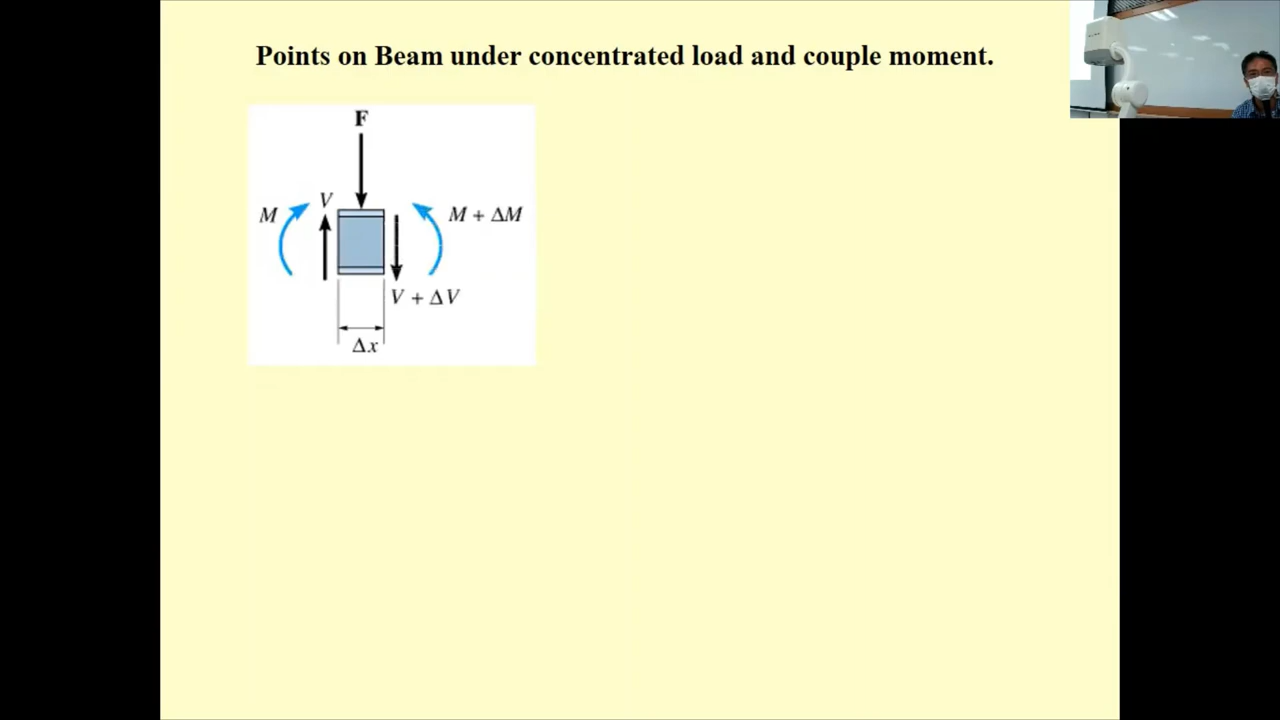 Points on Beam under concentrated load and couple moment.
F
V
M
M + ΔM
V + ΔV
Δx